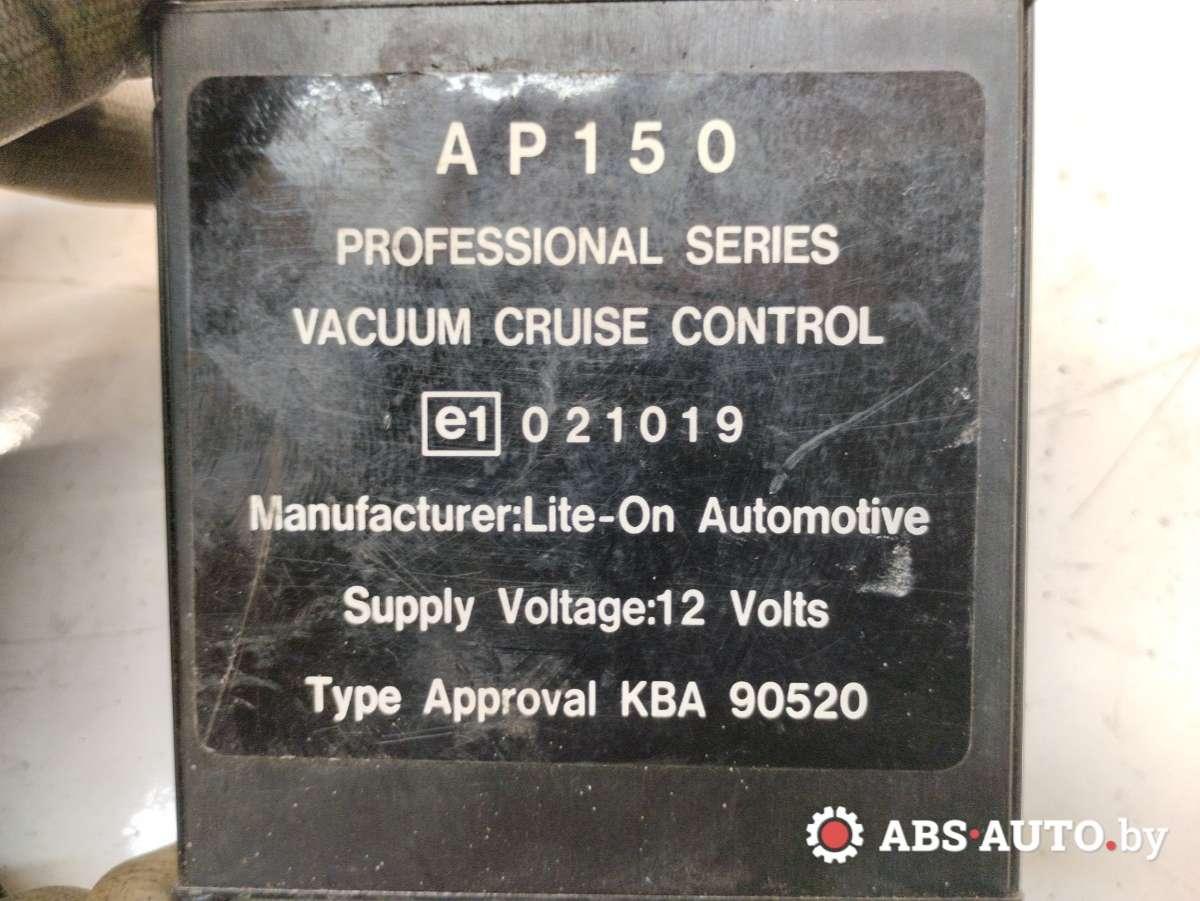 AP150
PROFESSIONAL SERIES
VACUUM CRUISE CONTROL
e1 021019
Manufacturer:Lite-On Automotive
Supply Voltage:12 Volts
Type Approval KBA 90520
ABS·AUTO.by